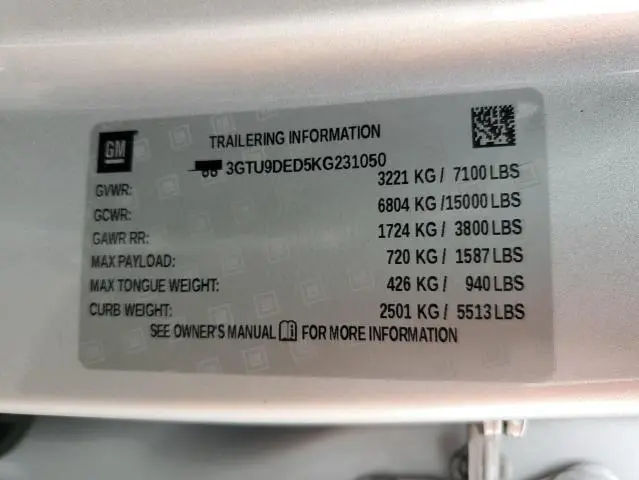 GM
TRAILERING INFORMATION
3GTU9DED5KG231050
GVWR: 3221 KG / 7100 LBS
GCWR: 6804 KG /15000 LBS
GAWR RR: 1724 KG / 3800 LBS
MAX PAYLOAD: 720 KG / 1587 LBS
MAX TONGUE WEIGHT: 426 KG / 940 LBS
CURB WEIGHT: 2501 KG / 5513 LBS
SEE OWNER'S MANUAL FOR MORE INFORMATION